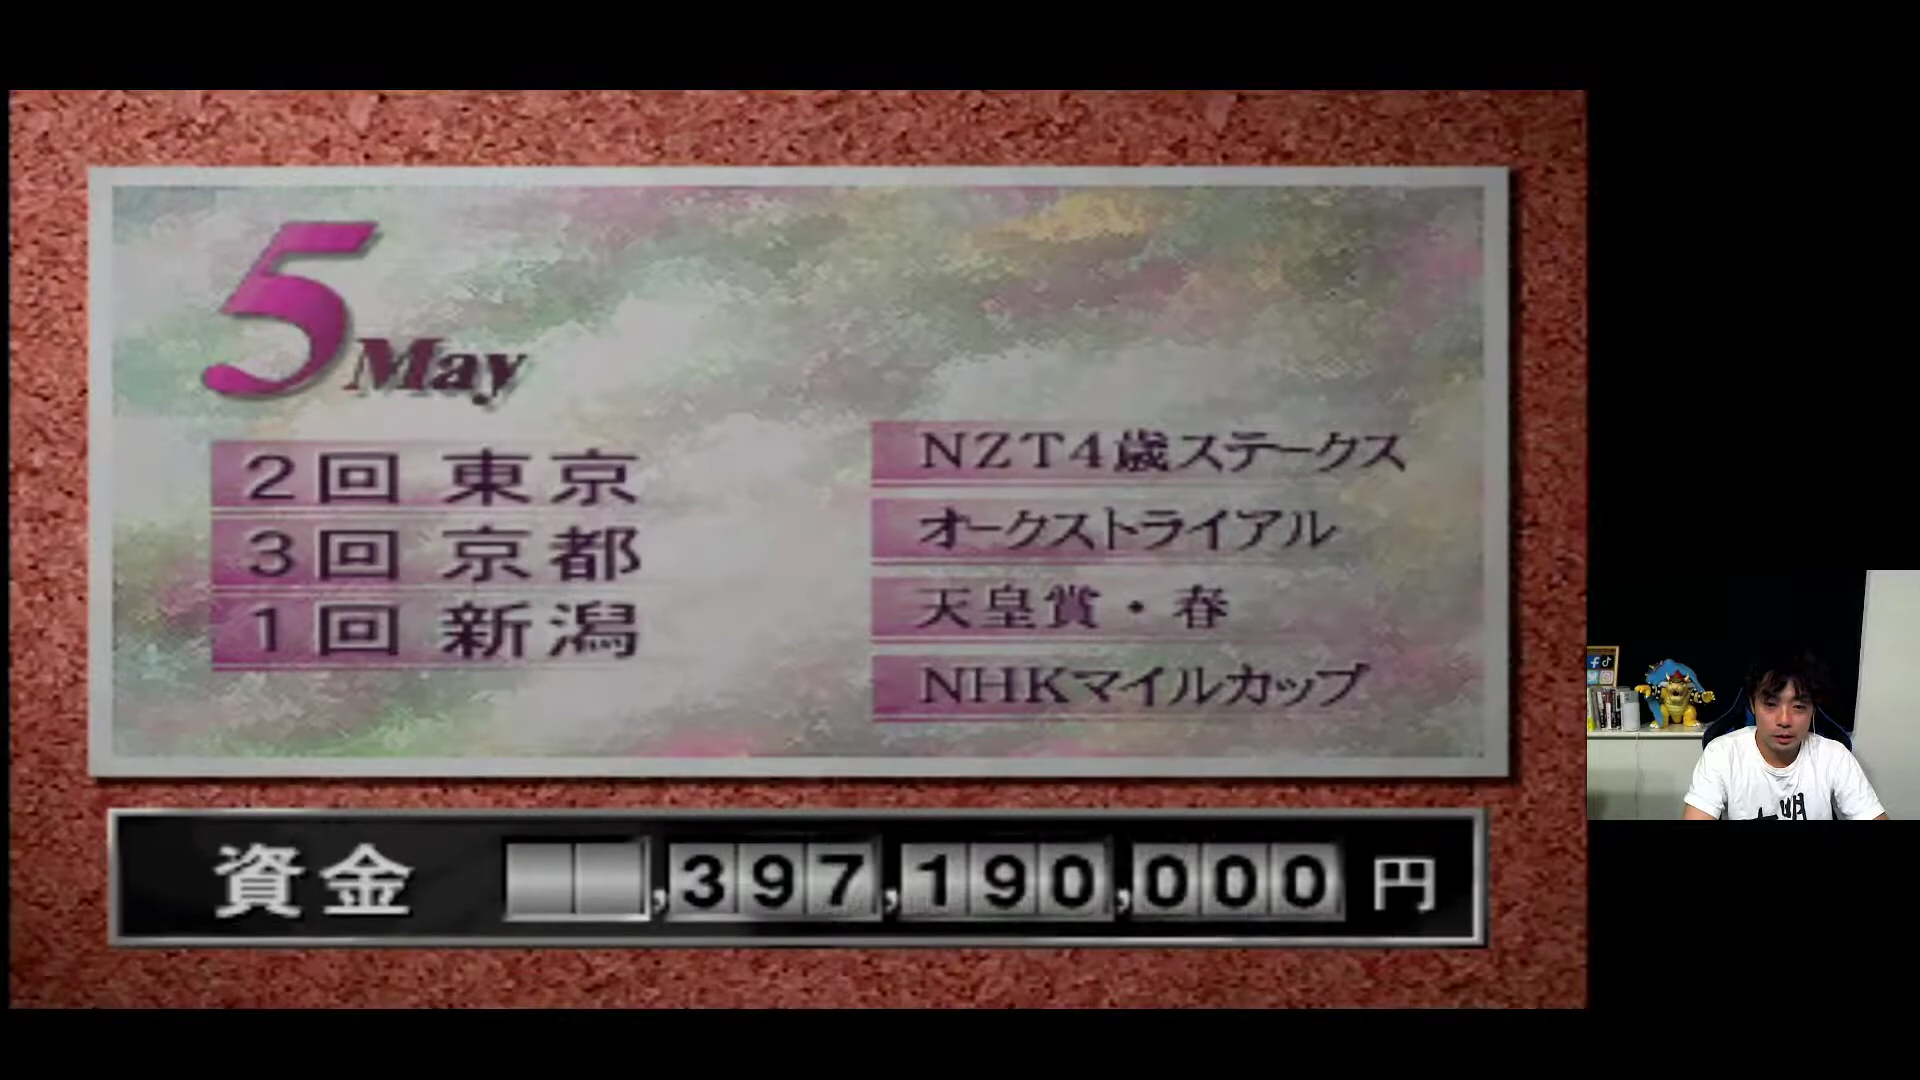 5 May
2回 東京
3回 京都
1回 新潟
NZT4歳ステークス
オークストライアル
天皇賞・春
NHKマイルカップ
資金 ,397,190,000 円